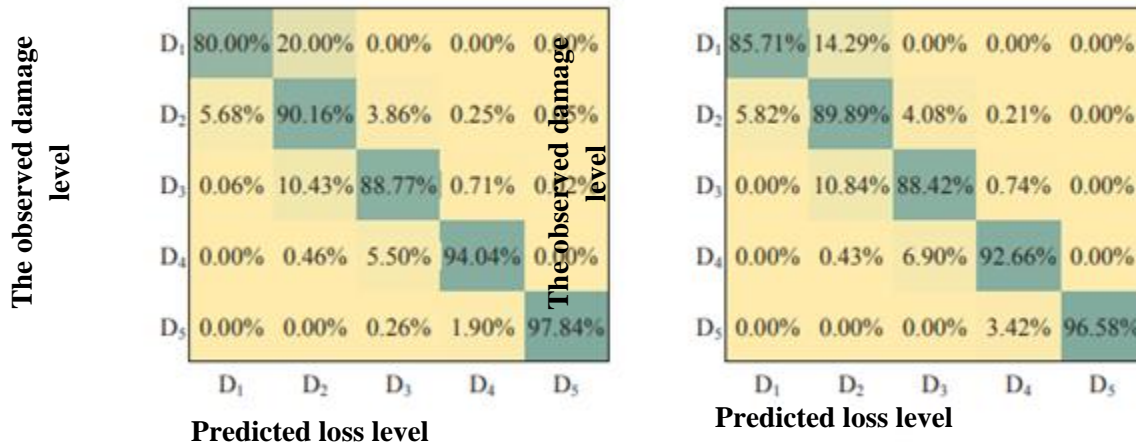 The observed damage level
D1 80.00% 20.00% 0.00% 0.00% 0.00%
D2 5.68% 90.16% 3.86% 0.25%
D3 0.06% 10.43% 88.77% 0.71% 0.02%
D4 0.00% 0.46% 5.50% 94.04% 0.00%
D5 0.00% 0.00% 0.26% 1.90% 97.84%
D1 D2 D3 D4 D5
Predicted loss level
The observed damage level
D1 85.71% 14.29% 0.00% 0.00% 0.00%
D2 5.82% 89.89% 4.08% 0.21% 0.00%
D3 0.00% 10.84% 88.42% 0.74% 0.00%
D4 0.00% 0.43% 6.90% 92.66% 0.00%
D5 0.00% 0.00% 0.00% 3.42% 96.58%
D1 D2 D3 D4 D5
Predicted loss level